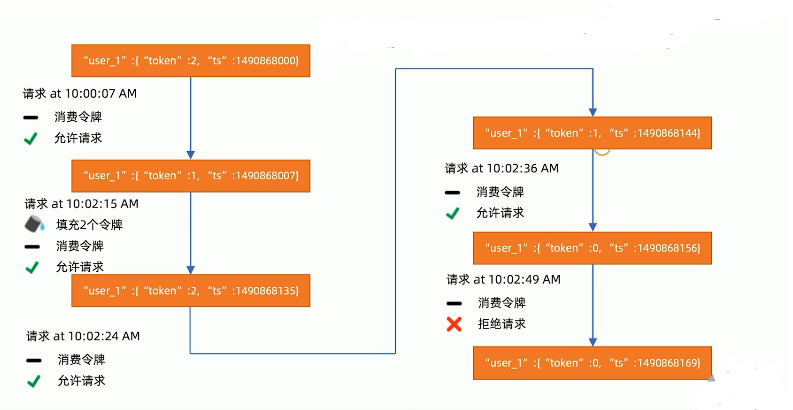 “user_1” :{ “token” :2, “ts” :1490868000}
请求 at 10:00:07 AM
消费令牌
允许请求
“user_1” :{ “token” :1, “ts” :1490868007}
请求 at 10:02:15 AM
填充2个令牌
消费令牌
允许请求
“user_1” :{ “token” :2, “ts” :1490868135}
请求 at 10:02:24 AM
消费令牌
允许请求
“user_1” :{ “token” :1, “ts” :1490868144}
请求 at 10:02:36 AM
消费令牌
允许请求
“user_1” :{ “token” :0, “ts” :1490868156}
请求 at 10:02:49 AM
消费令牌
拒绝请求
“user_1” :{ “token” :0, “ts” :1490868169}